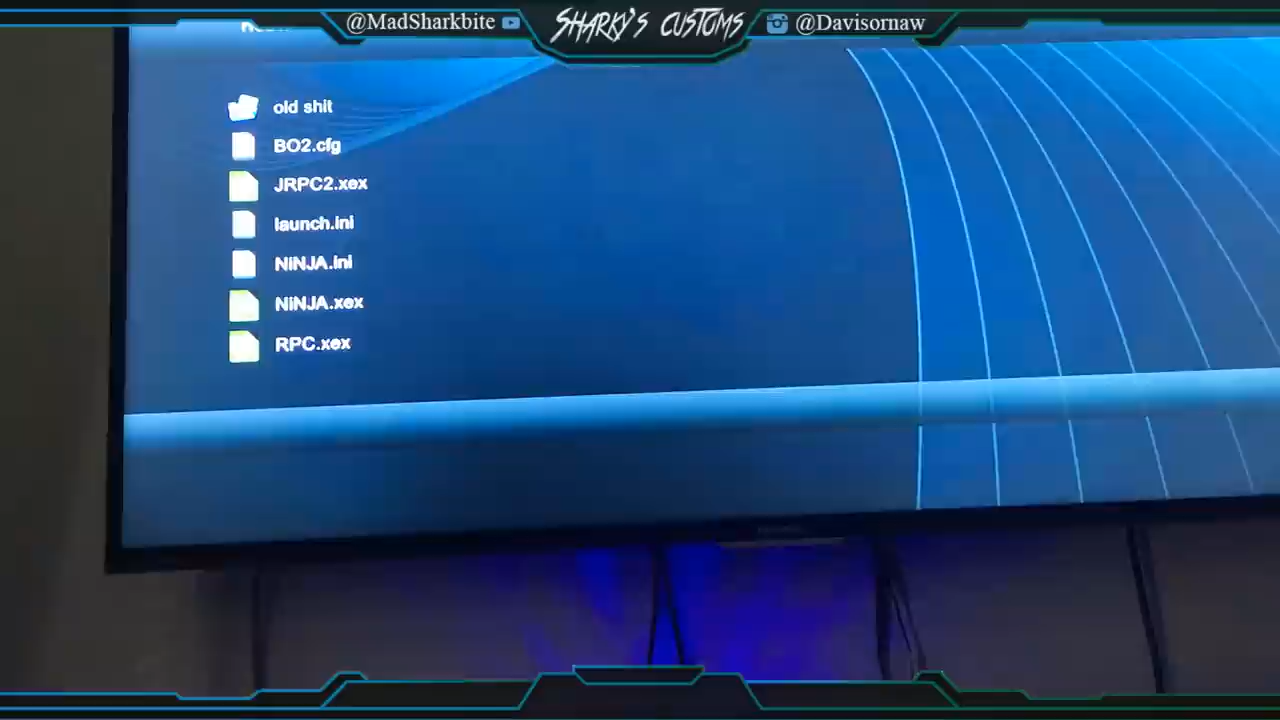 @MadSharkbite SHARKY'S CUSTOMS @Davisornaw
old shit
BO2.cfg
JRPC2.xex
launch.ini
NiNJA.ini
NiNJA.xex
RPC.xex